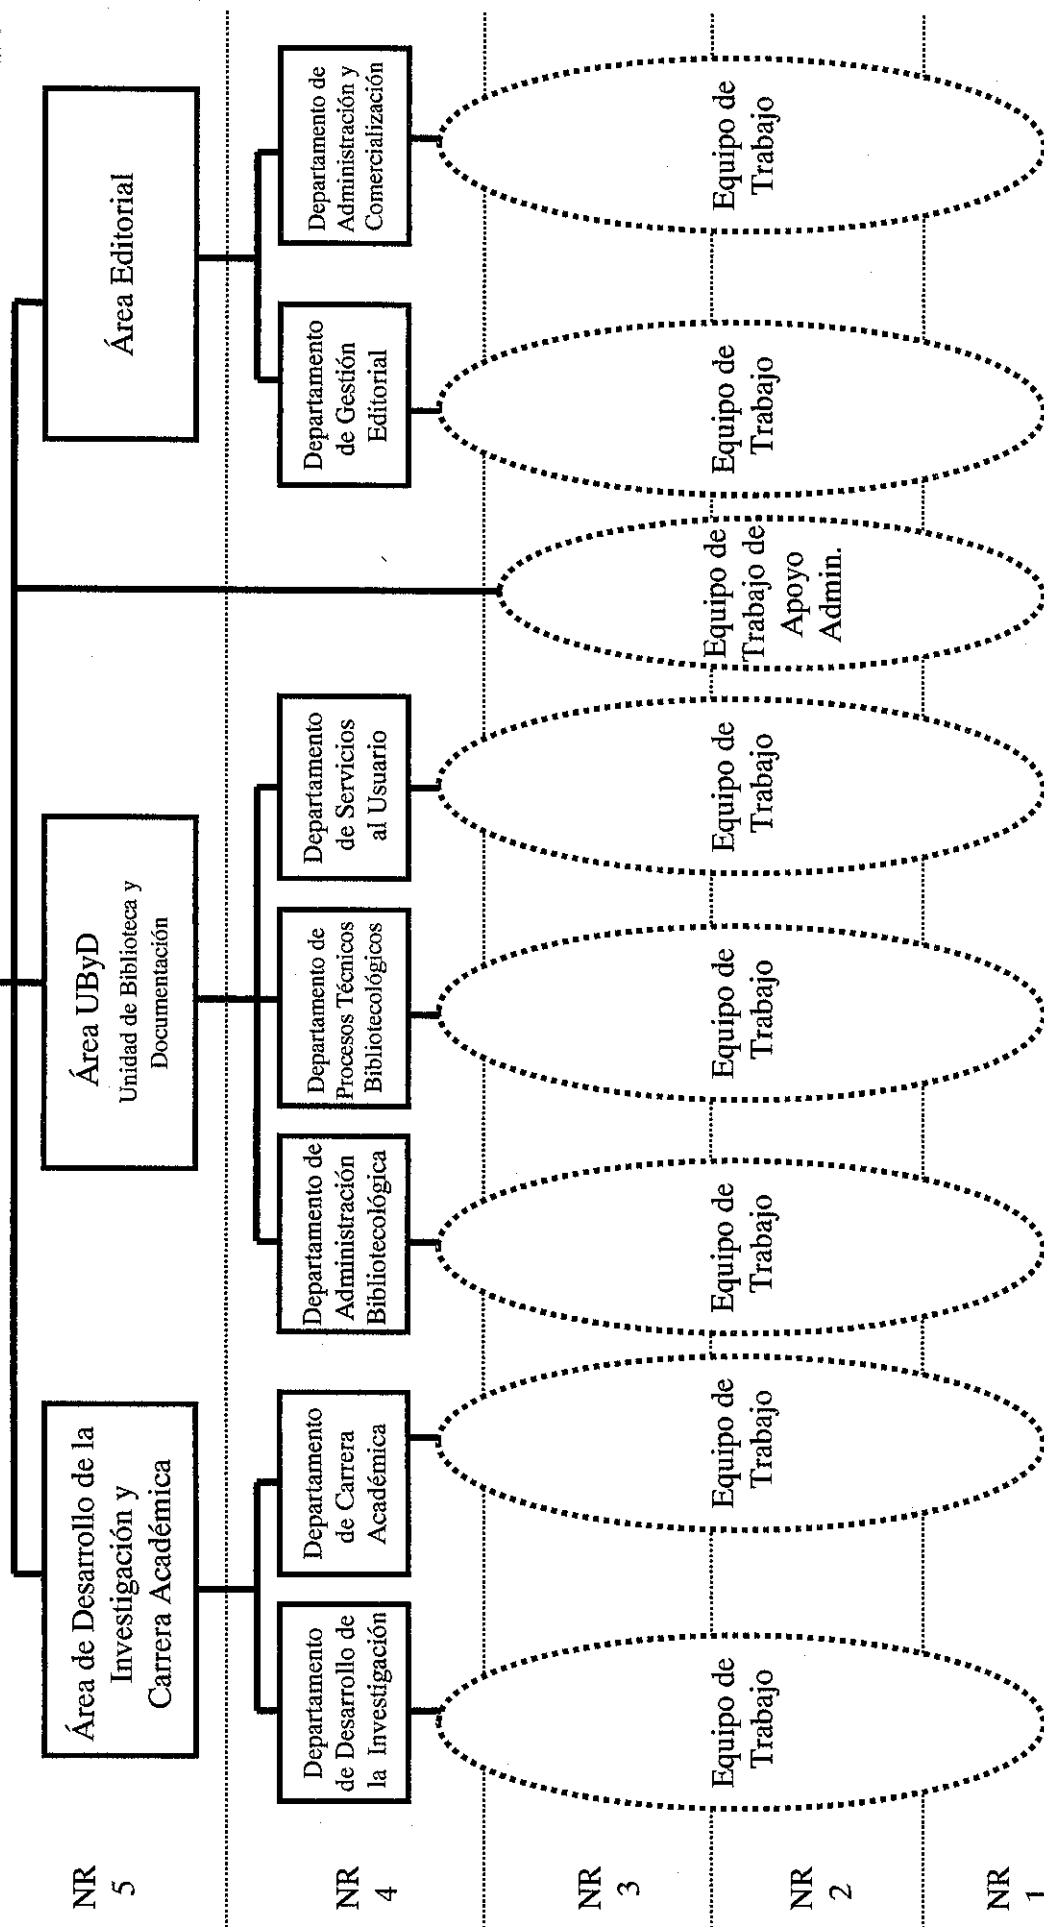 NR
5
Área de Desarrollo de la
Investigación y
Carrera Académica
Área UByD
Unidad de Biblioteca y
Documentación
Área Editorial
NR
4
Departamento
de Desarrollo de
la Investigación
Departamento
de Carrera
Académica
Departamento de
Administración
Bibliotecológica
Departamento de
Procesos Técnicos
Bibliotecológicos
Departamento
de Servicios
al Usuario
Departamento
de Gestión
Editorial
Departamento de
Administración y
Comercialización
NR
3
NR
2
NR
1
Equipo de
Trabajo
Equipo de
Trabajo
Equipo de
Trabajo
Equipo de
Trabajo
Equipo de
Trabajo
Equipo de
Trabajo de
Apoyo
Admin.
Equipo de
Trabajo
Equipo de
Trabajo